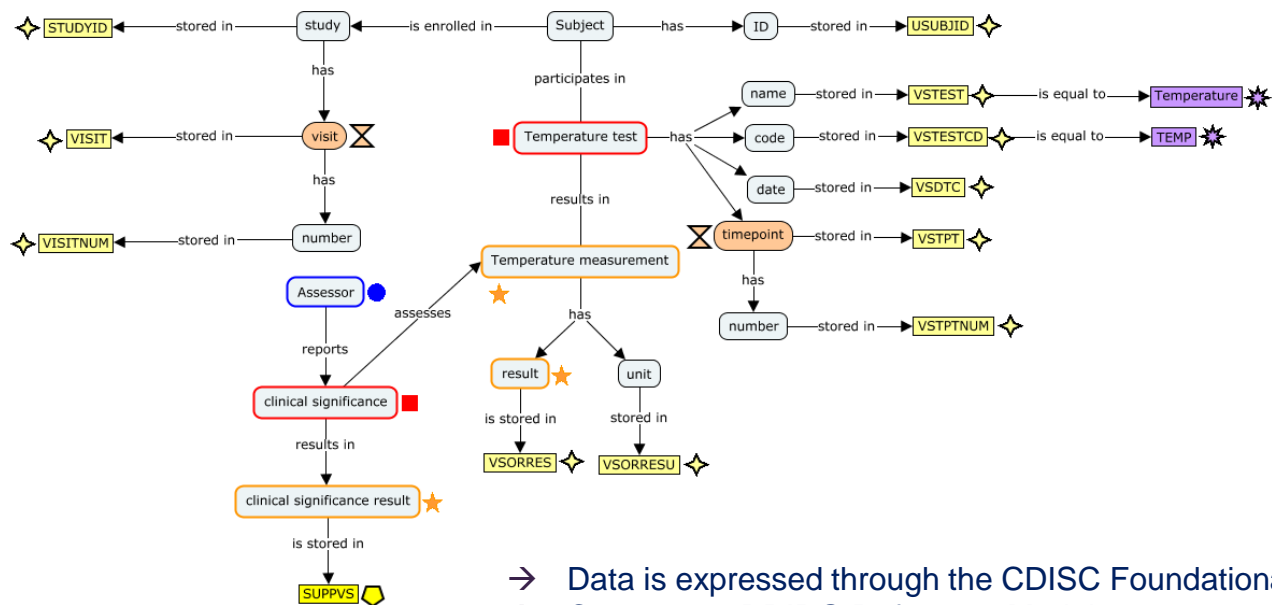 STUDYID
stored in
study
is enrolled in
Subject
has
ID
stored in
USUBJID
has
participates in
name
stored in
VSTEST
is equal to
Temperature
VISIT
stored in
visit
Temperature test
has
code
stored in
VSTESTCD
is equal to
TEMP
has
date
stored in
VSDTC
results in
VISITNUM
stored in
number
timepoint
stored in
VSTPT
Temperature measurement
Assessor
assesses
has
has
number
stored in
VSTPTNUM
reports
result
unit
clinical significance
is stored in
stored in
results in
VSORRES
VSORRESU
clinical significance result
is stored in
→ Data is expressed through the CDISC Foundationa
SUPPVS